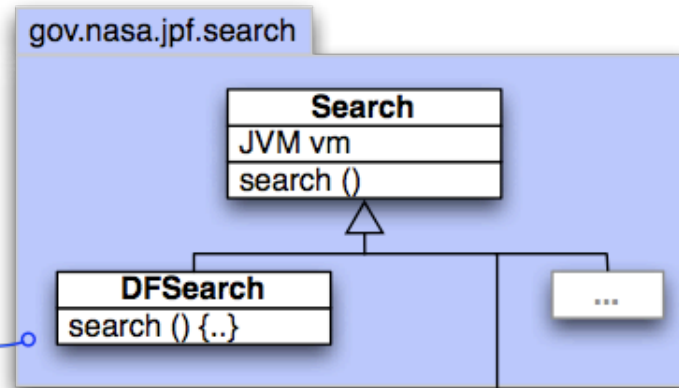 gov.nasa.jpf.search
Search
JVM vm
search ()
DFSearch
search () {..}
...